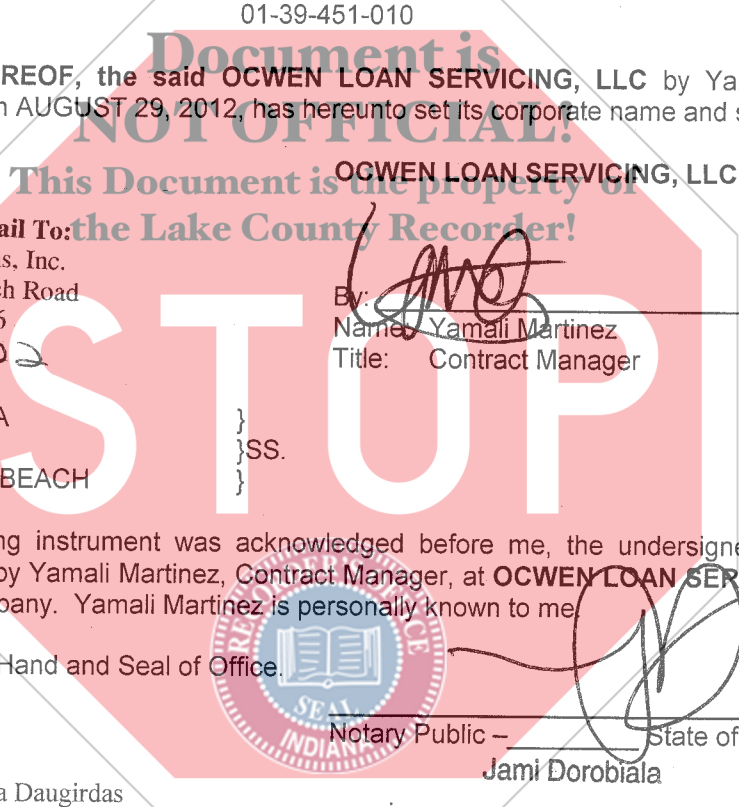 01-39-451-010
Document is
REOF, the said OCWEN LOAN SERVICING, LLC by Ya
n AUGUST 29, 2012, has hereunto set its corporate name and s
NOT OFFICIAL!
OCWEN LOAN SERVICING, LLC
This Document is the property of
ail To:
the Lake County Recorder!
s, Inc.
ch Road
6
By:
Name: Yamali Martinez
Title: Contract Manager
STOP
A }
}SS.
BEACH }
ng instrument was acknowledged before me, the undersigne
by Yamali Martinez, Contract Manager, at OCWEN LOAN SER
pany. Yamali Martinez is personally known to me
Hand and Seal of Office.
SEAL
INDIANA
Notary Public – State of
Jami Dorobiala
a Daugirdas